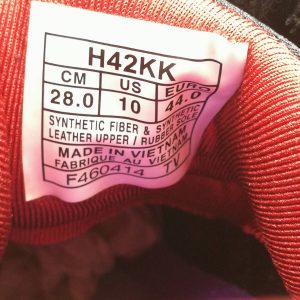 H42KK
CM US EURO
28.0 10 44.0
SYNTHETIC FIBER & SYNTHETIC
LEATHER UPPER / RUBBER SOLE
MADE IN VIETNAM
FABRIQUE AU VIETNAM
F460414 TV